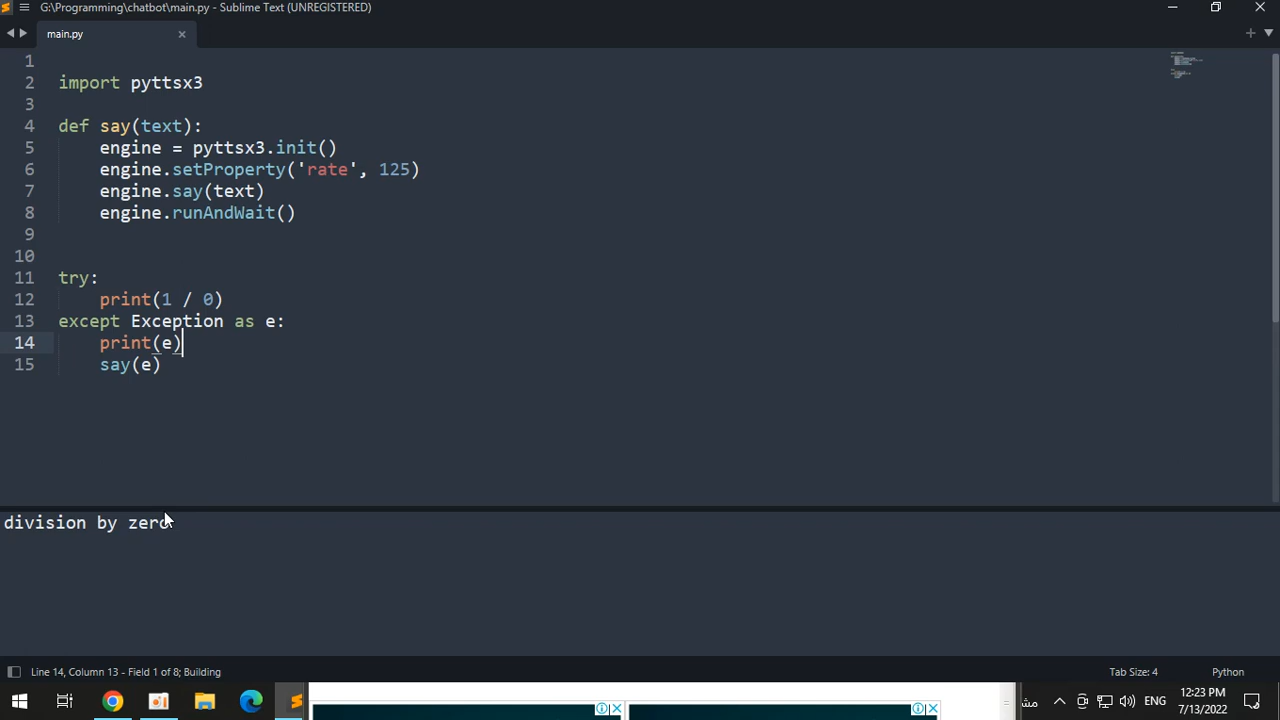 G:\Programming\chatbot\main.py - Sublime Text (UNREGISTERED)
main.py
1
2 import pyttsx3
3
4 def say(text):
5     engine = pyttsx3.init()
6     engine.setProperty('rate', 125)
7     engine.say(text)
8     engine.runAndWait()
9
10
11 try:
12     print(1 / 0)
13 except Exception as e:
14     print(e)
15     say(e)
division by zero
Line 14, Column 13 - Field 1 of 8; Building Tab Size: 4 Python
ENG 12:23 PM
7/13/2022